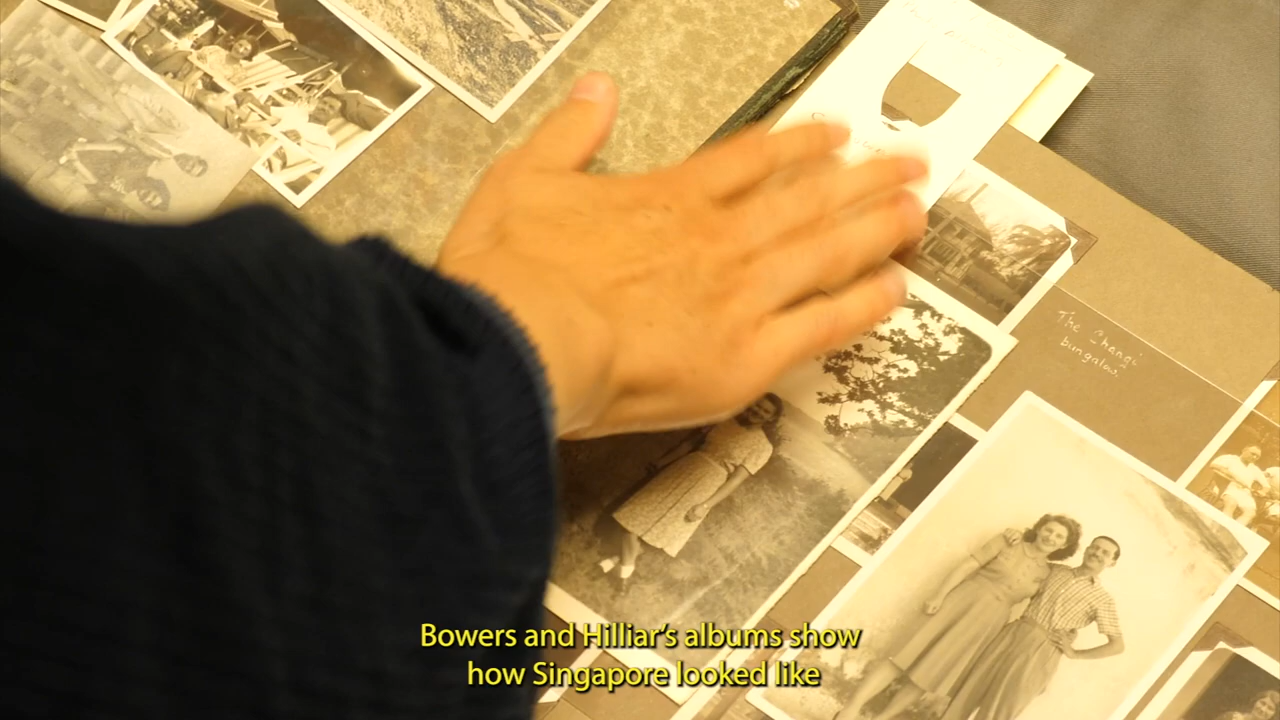 The Changi
bungalow.
Bowers and Hilliar's albums show
how Singapore looked like